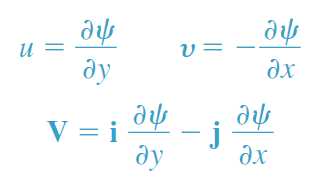 u = ∂ψ/∂y υ = −∂ψ/∂x
V = i ∂ψ/∂y − j ∂ψ/∂x